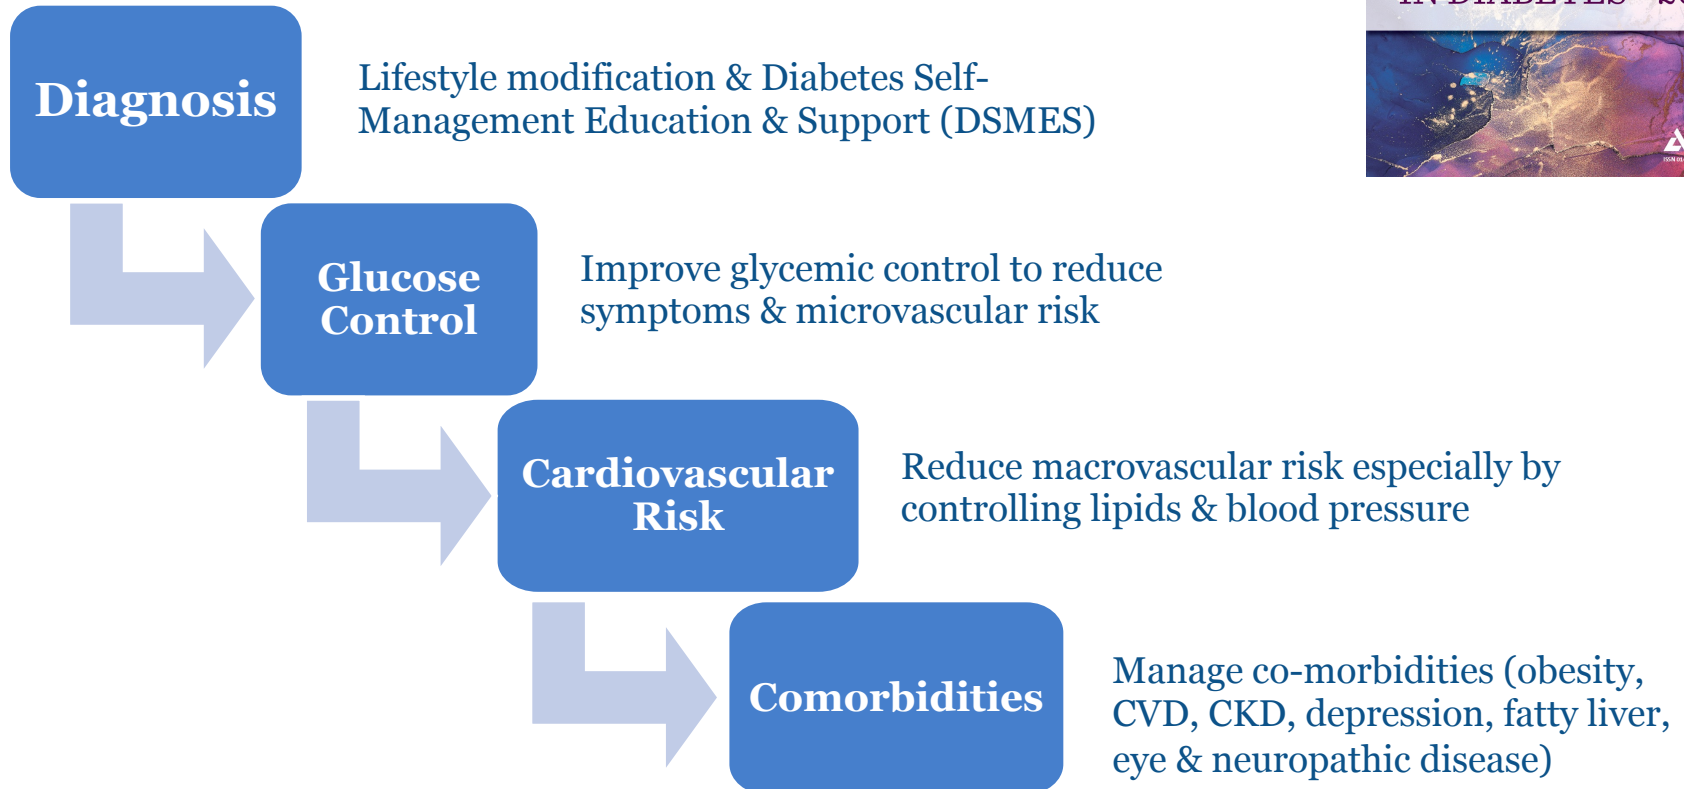 IN DIABETES
Diagnosis
Lifestyle modification & Diabetes Self-
Management Education & Support (DSMES)
Glucose
Control
Improve glycemic control to reduce
symptoms & microvascular risk
Cardiovascular
Risk
Reduce macrovascular risk especially by
controlling lipids & blood pressure
Comorbidities
Manage co-morbidities (obesity,
CVD, CKD, depression, fatty liver,
eye & neuropathic disease)